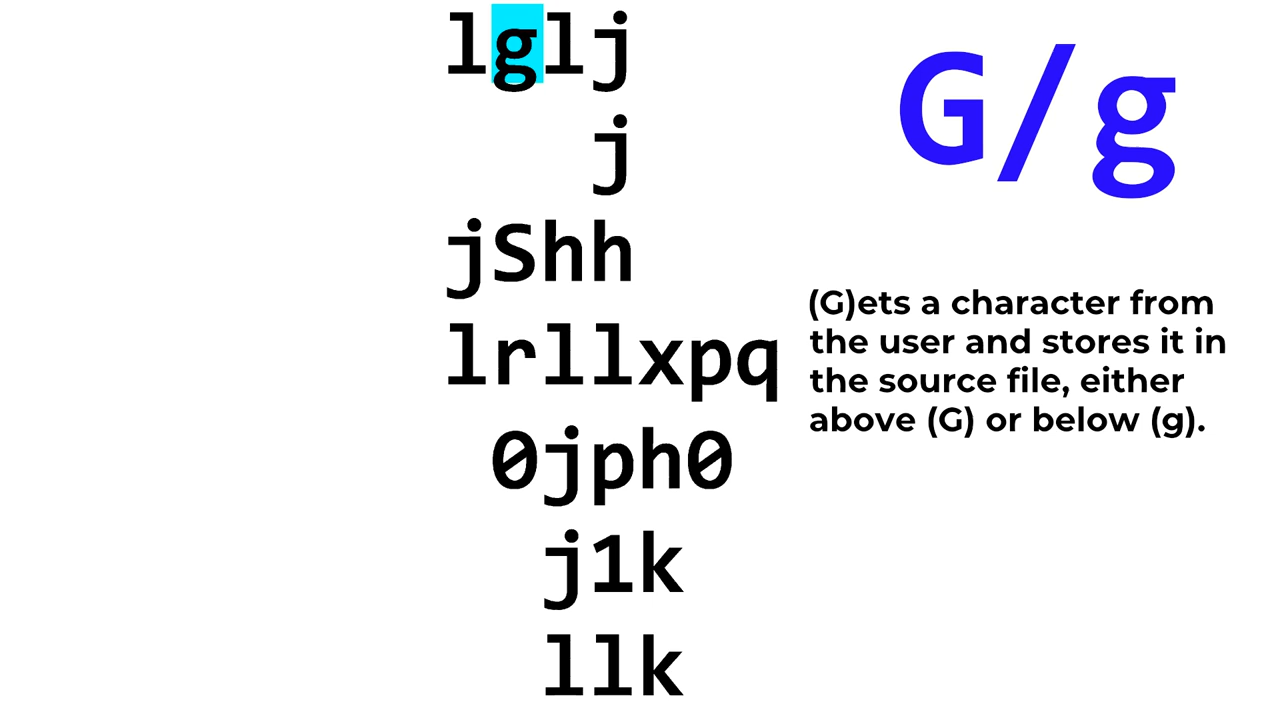 lglj
   j
jShh
lrllxpq
 0jph0
  j1k
  llk
G/g
(G)ets a character from
the user and stores it in
the source file, either
above (G) or below (g).